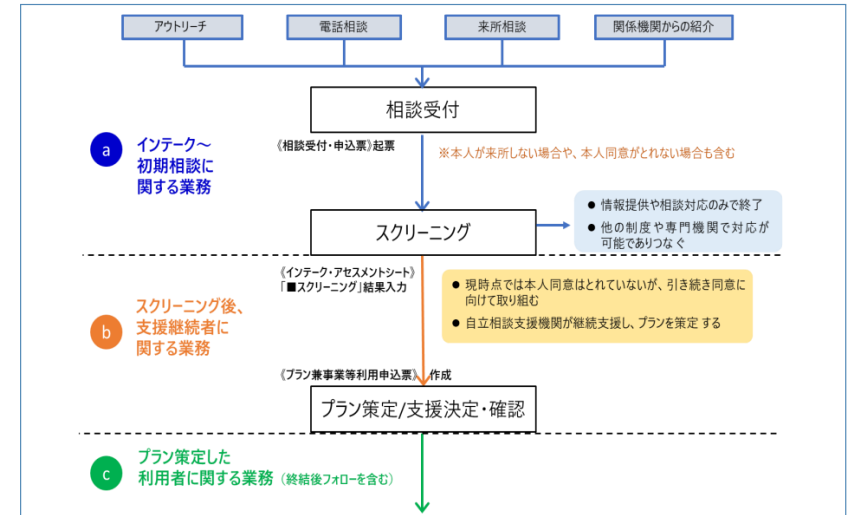 アウトリーチ
電話相談
来所相談
関係機関からの紹介
相談受付
a
インテーク～
初期相談に
関する業務
《相談受付・申込票》起票
※本人が来所しない場合や、本人同意がとれない場合も含む
スクリーニング
● 情報提供や相談対応のみで終了
● 他の制度や専門機関で対応が
可能でありつなぐ
《インテーク・アセスメントシート》
「■スクリーニング」結果入力
b
スクリーニング後、
支援継続者に
関する業務
● 現時点では本人同意はとれていないが、引き続き同意に
向けて取り組む
● 自立相談支援機関が継続支援し、プランを策定 する
《プラン兼事業等利用申込票》 作成
プラン策定/支援決定・確認
c
プラン策定した
利用者に関する業務 （終結後フォローを含む）